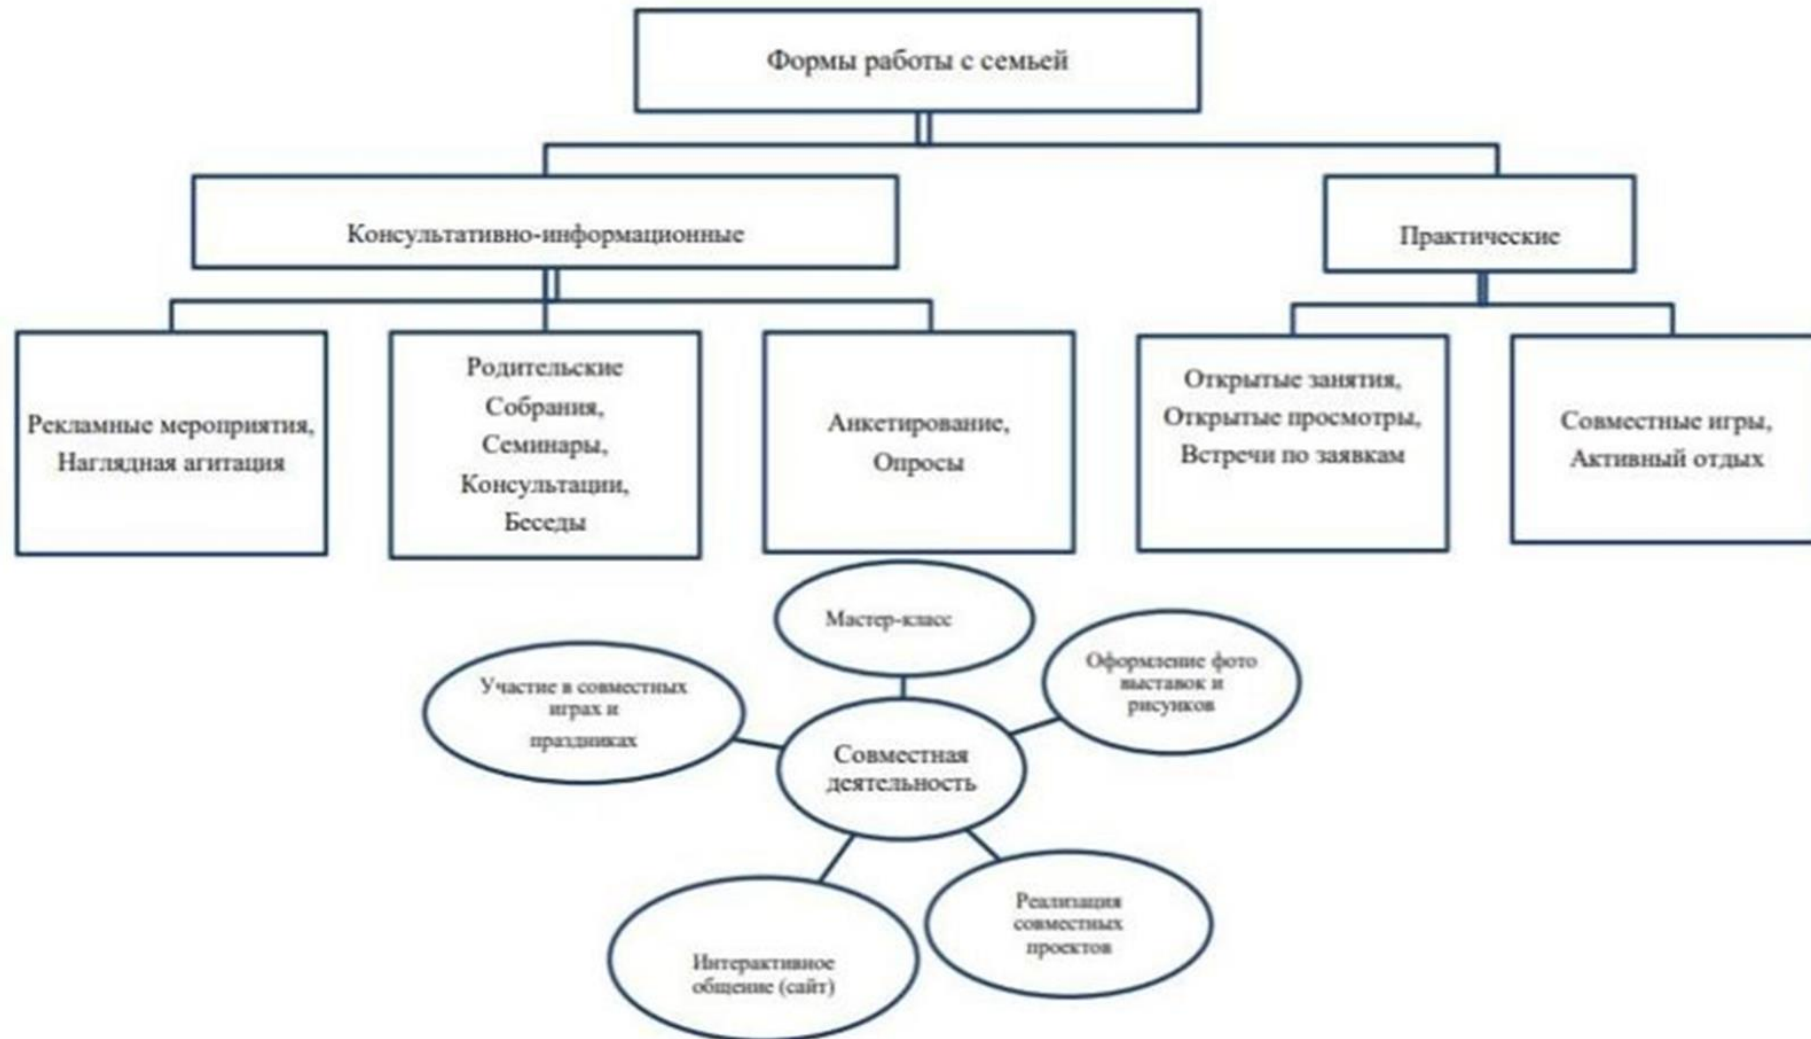 Формы работы с семьей
Консультативно-информационные
Практические
Рекламные мероприятия,
Наглядная агитация
Родительские
Собрания,
Семинары,
Консультации,
Беседы
Анкетирование,
Опросы
Открытые занятия,
Открытые просмотры,
Встречи по заявкам
Совместные игры,
Активный отдых
Мастер-класс
Участие в совместных
играх и
праздниках
Оформление фото
выставок и
рисунков
Совместная
деятельность
Интерактивное
общение (сайт)
Реализация
совместных
проектов